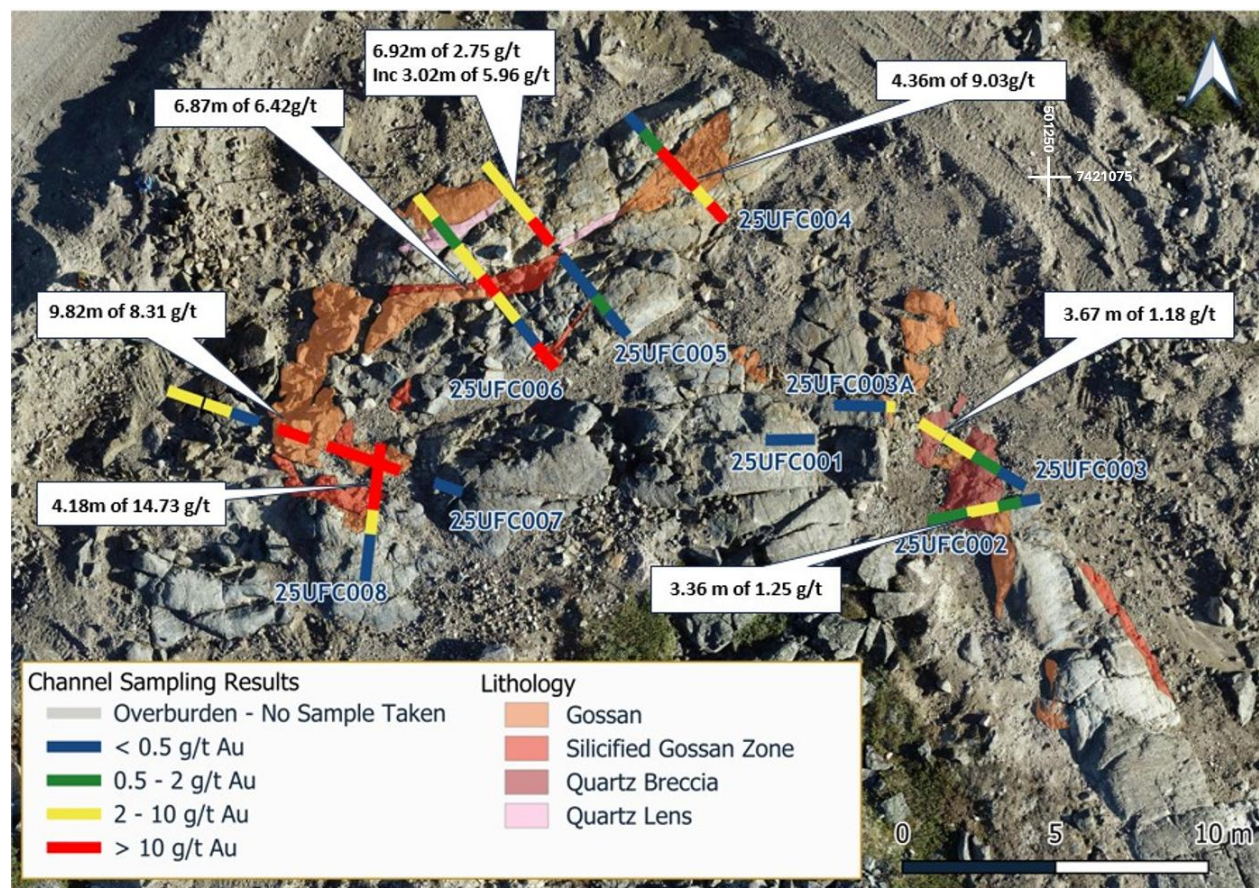 6.92m of 2.75 g/t
Inc 3.02m of 5.96 g/t
4.36m of 9.03g/t
6.87m of 6.42g/t
501250
7421075
25UFC004
9.82m of 8.31 g/t
3.67 m of 1.18 g/t
25UFC005
25UFC006
25UFC003A
25UFC001
25UFC003
4.18m of 14.73 g/t
25UFC007
25UFC002
25UFC008
3.36 m of 1.25 g/t
Channel Sampling Results
Overburden - No Sample Taken
< 0.5 g/t Au
0.5 - 2 g/t Au
2 - 10 g/t Au
> 10 g/t Au
Lithology
Gossan
Silicified Gossan Zone
Quartz Breccia
Quartz Lens
0 5 10 m